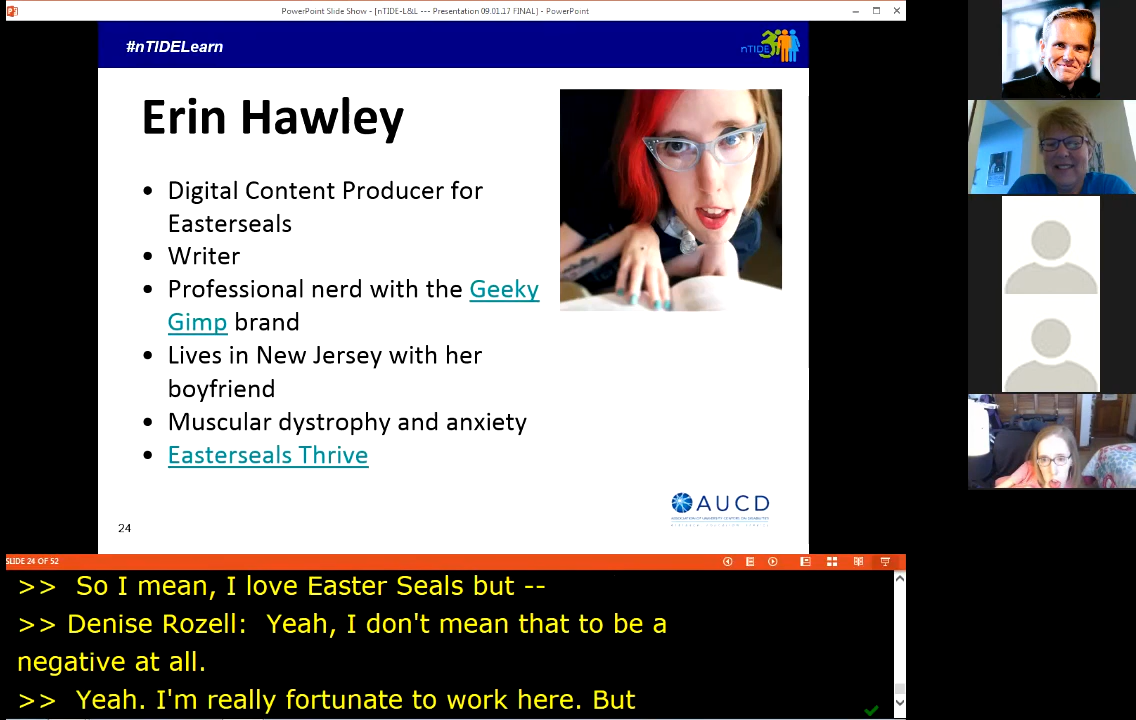 PowerPoint Slide Show - [nTIDE-L&L --- Presentation 09.01.17 FINAL] - PowerPoint
#nTIDELearn
nTIDE
Erin Hawley
• Digital Content Producer for
Easterseals
• Writer
• Professional nerd with the Geeky
Gimp brand
• Lives in New Jersey with her
boyfriend
• Muscular dystrophy and anxiety
• Easterseals Thrive
AUCD
24
SLIDE 24 OF 52
>>  So I mean, I love Easter Seals but --
>> Denise Rozell:  Yeah, I don't mean that to be a
negative at all.
>>  Yeah. I'm really fortunate to work here. But